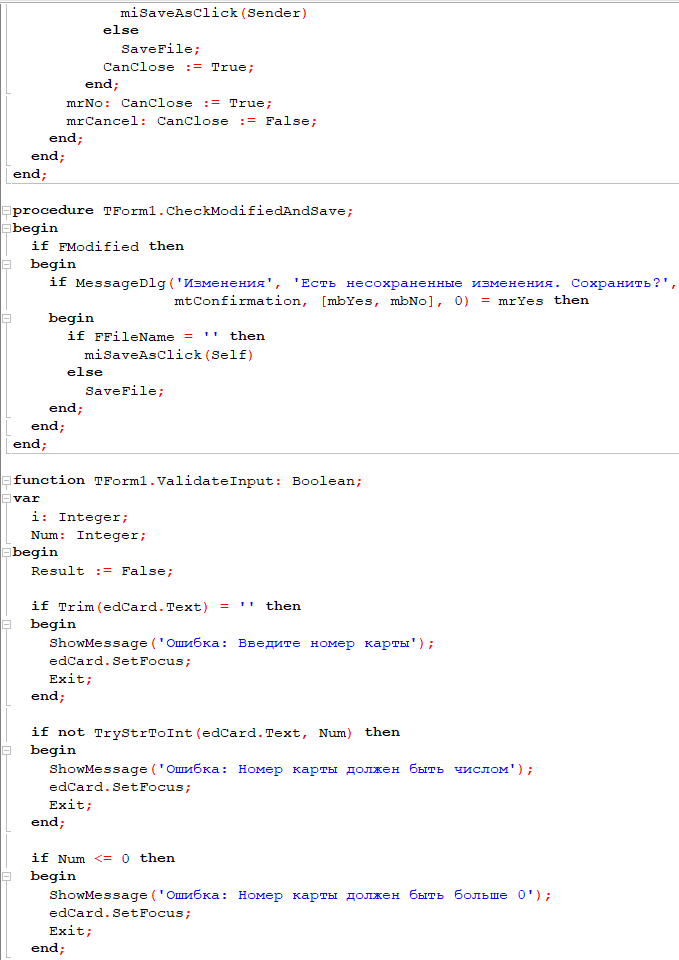 miSaveAsClick(Sender)
          else
            SaveFile;
          CanClose := True;
        end;
      mrNo: CanClose := True;
      mrCancel: CanClose := False;
    end;
  end;
end;

procedure TForm1.CheckModifiedAndSave;
begin
  if FModified then
  begin
    if MessageDlg('Изменения', 'Есть несохраненные изменения. Сохранить?',
                  mtConfirmation, [mbYes, mbNo], 0) = mrYes then
    begin
      if FFileName = '' then
        miSaveAsClick(Self)
      else
        SaveFile;
    end;
  end;
end;

function TForm1.ValidateInput: Boolean;
var
  i: Integer;
  Num: Integer;
begin
  Result := False;

  if Trim(edCard.Text) = '' then
  begin
    ShowMessage('Ошибка: Введите номер карты');
    edCard.SetFocus;
    Exit;
  end;

  if not TryStrToInt(edCard.Text, Num) then
  begin
    ShowMessage('Ошибка: Номер карты должен быть числом');
    edCard.SetFocus;
    Exit;
  end;

  if Num <= 0 then
  begin
    ShowMessage('Ошибка: Номер карты должен быть больше 0');
    edCard.SetFocus;
    Exit;
  end;